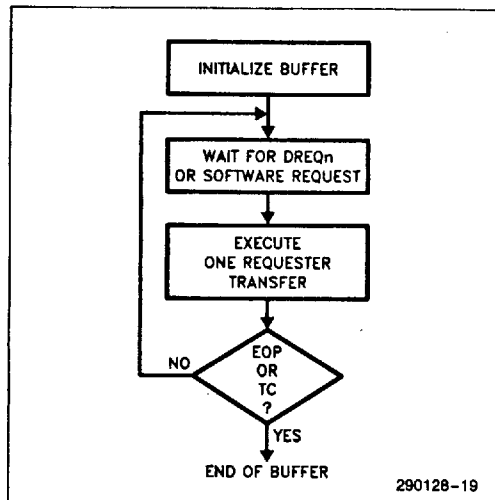 INITIALIZE BUFFER
WAIT FOR DREQn
OR SOFTWARE REQUEST
EXECUTE
ONE REQUESTER
TRANSFER
EOP
OR
TC
?
NO
YES
END OF BUFFER
290128-19